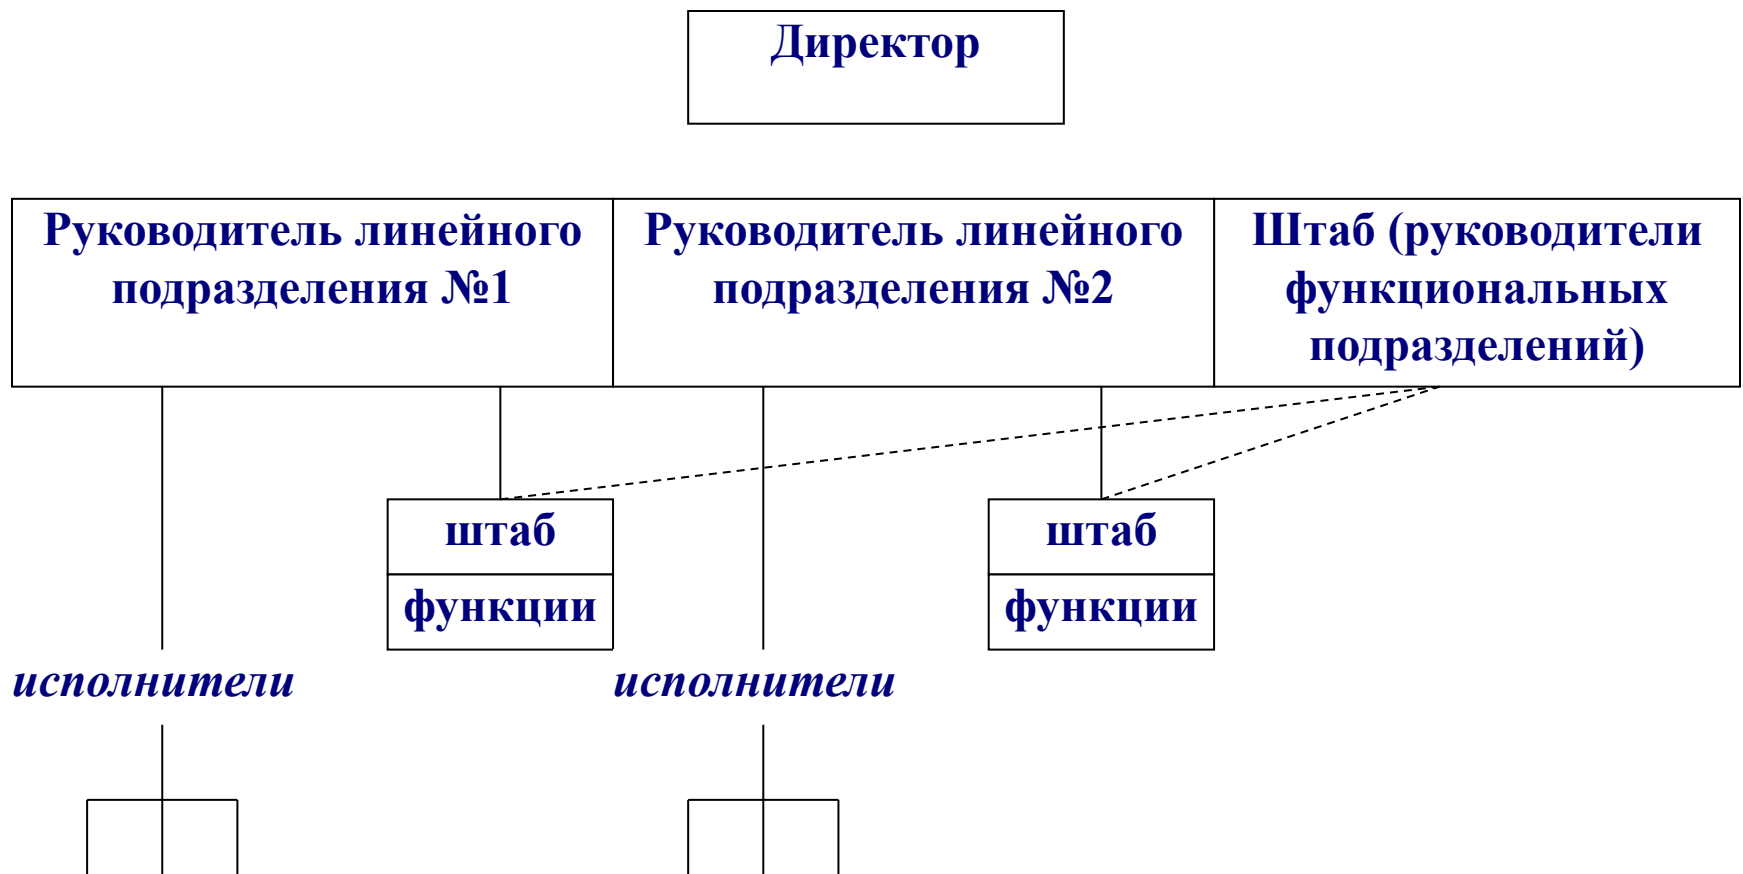 Директор
Руководитель линейного
подразделения №1
Руководитель линейного
подразделения №2
Штаб (руководители
функциональных
подразделений)
штаб
функции
штаб
функции
исполнители
исполнители